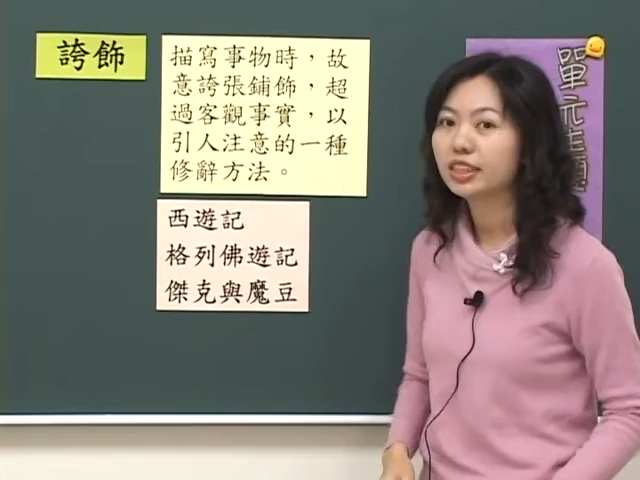 誇飾
描寫事物時，故
意誇張鋪飾，超
過客觀事實，以
引人注意的一種
修辭方法。
西遊記
格列佛遊記
傑克與魔豆
單元